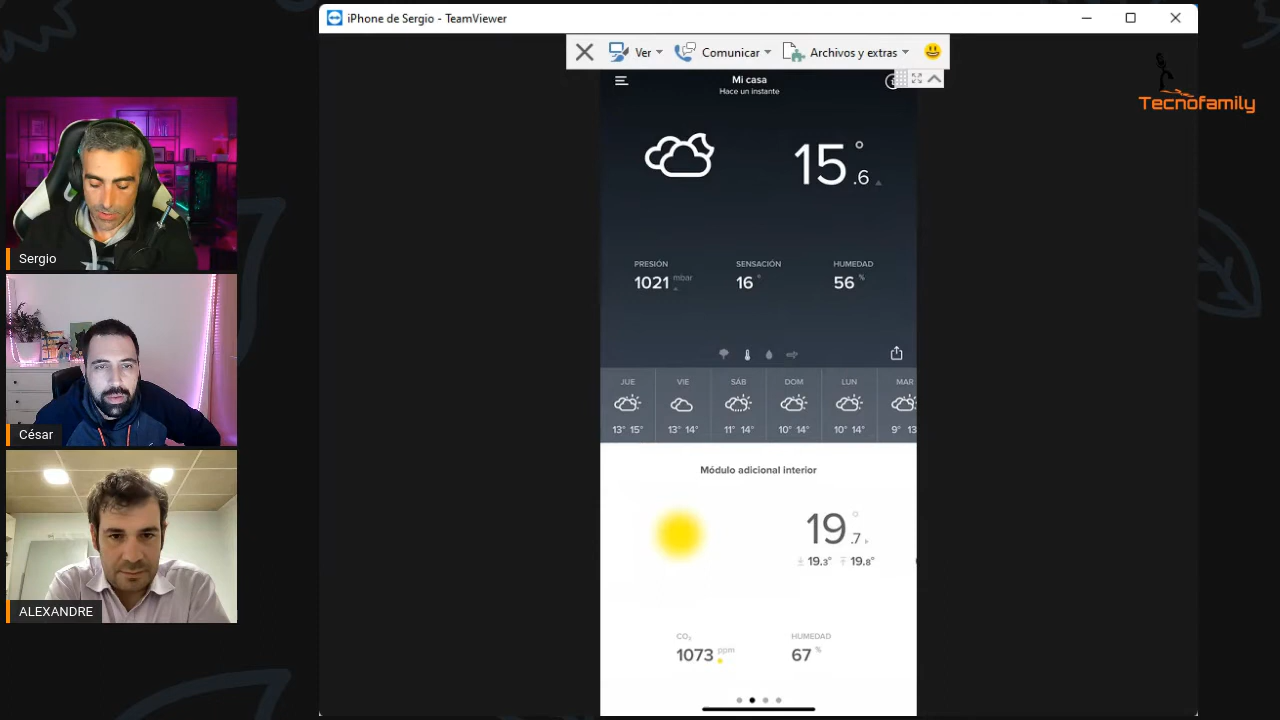 iPhone de Sergio - TeamViewer
Ver
Comunicar
Archivos y extras
Tecnofamily
Mi casa
Hace un instante
15°.6
PRESIÓN
1021 mbar
SENSACIÓN
16 °
HUMEDAD
56 %
JUE VIE SÁB DOM LUN MAR
13° 15° 13° 14° 11° 14° 10° 14° 10° 14° 9° 13
Módulo adicional interior
19°.7
19.3° 19.8°
CO₂
1073 ppm
HUMEDAD
67 %
Sergio
César
ALEXANDRE